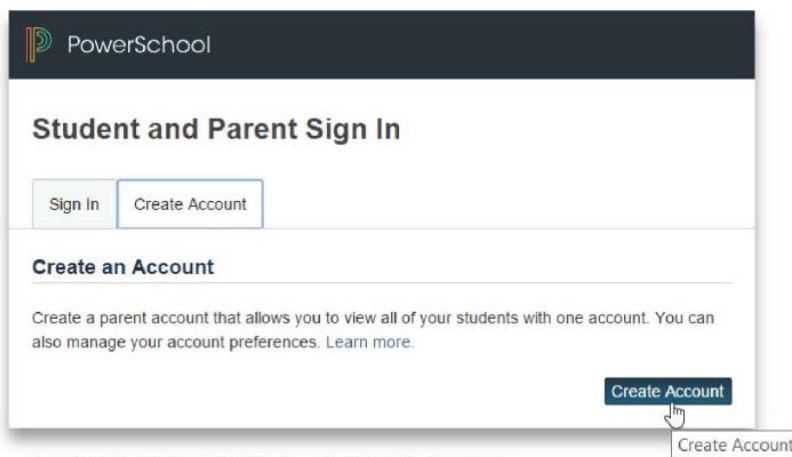 PowerSchool
Student and Parent Sign In
Sign In
Create Account
Create an Account
Create a parent account that allows you to view all of your students with one account. You can
also manage your account preferences. Learn more.
Create Account
Create Account